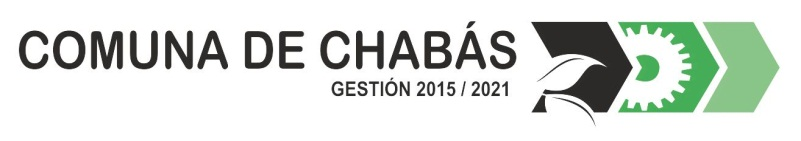 COMUNA DE CHABÁS
GESTIÓN 2015 / 2021